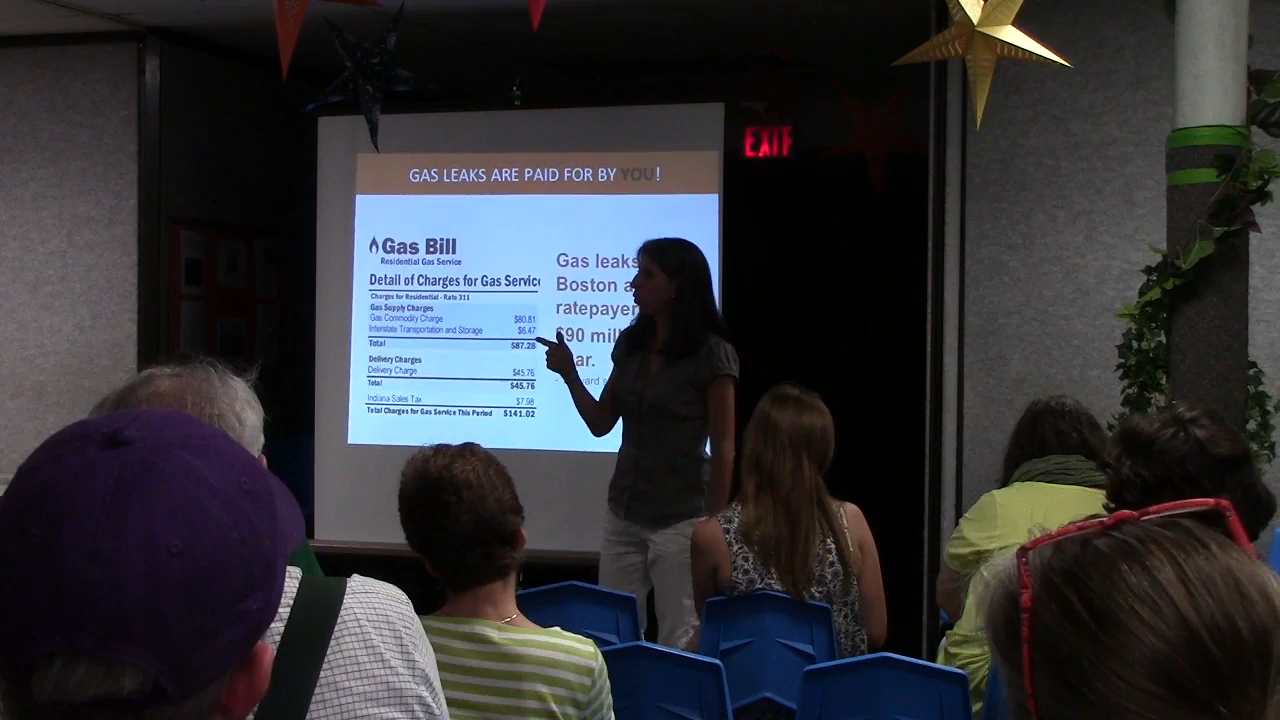 EXIT
GAS LEAKS ARE PAID FOR BY YOU!
Gas Bill
Residential Gas Service
Detail of Charges for Gas Service
Charges for Residential - Rate 311
Gas Supply Charges
Gas Commodity Charge $80.81
Interstate Transportation and Storage $6.47
Total $87.28
Delivery Charges
Delivery Charge $45.76
Total $45.76
Indiana Sales Tax $7.98
Total Charges for Gas Service This Period $141.02
Gas leaks
Boston
ratepayer
$90 mill